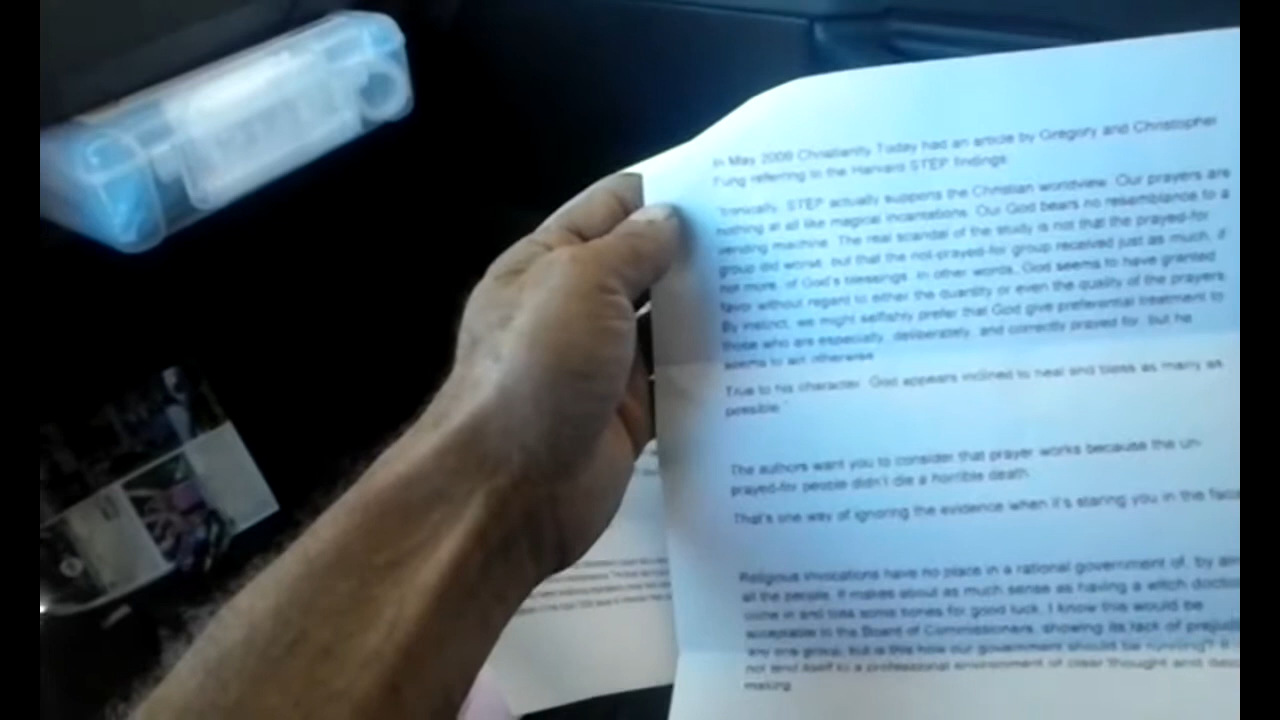 In May 2006 Christianity Today had an article by Gregory and Christopher
Fung referring to the Harvard STEP findings
"Ironically, STEP actually supports the Christian worldview. Our prayers are
nothing at all like magical incantations. Our God bears no resemblance to a
vending machine. The real scandal of the study is not that the prayed-for
group did worse, but that the not-prayed-for group received just as much, if
not more, of God's blessings. In other words, God seems to have granted
favor without regard to either the quantity or even the quality of the prayers.
By instinct, we might selfishly prefer that God give preferential treatment to
those who are especially, deliberately, and correctly prayed for, but he
seems to act otherwise.
True to his character, God appears inclined to heal and bless as many as
possible."
The authors want you to consider that prayer works because the un-
prayed-for people didn't die a horrible death.
That's one way of ignoring the evidence when it's staring you in the face
Religious invocations have no place in a rational government of, by and
all the people. It makes about as much sense as having a witch docto
come in and toss some bones for good luck. I know this would be
acceptable to the Board of Commissioners, showing its lack of prejudi
any one group, but is this how our government should be running? It
not lend itself to a professional environment of clear thought and deci
making.